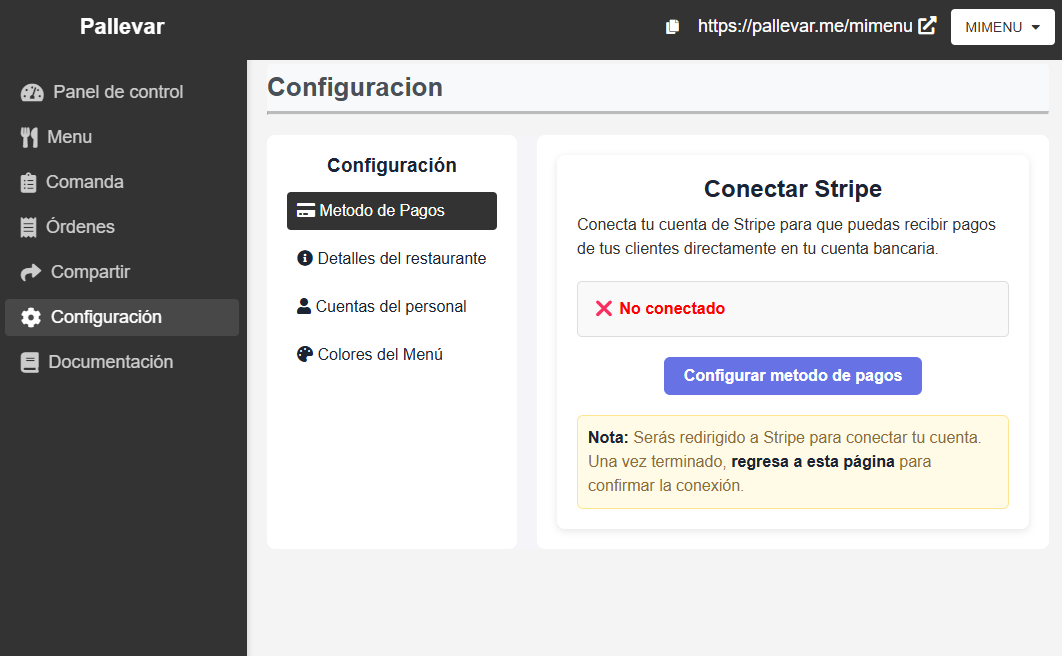 Pallevar
https://pallevar.me/mimenu
MIMENU
Panel de control
Menu
Comanda
Órdenes
Compartir
Configuración
Documentación
Configuracion
Configuración
Metodo de Pagos
Detalles del restaurante
Cuentas del personal
Colores del Menú
Conectar Stripe
Conecta tu cuenta de Stripe para que puedas recibir pagos
de tus clientes directamente en tu cuenta bancaria.
No conectado
Configurar metodo de pagos
Nota: Serás redirigido a Stripe para conectar tu cuenta.
Una vez terminado, regresa a esta página para
confirmar la conexión.